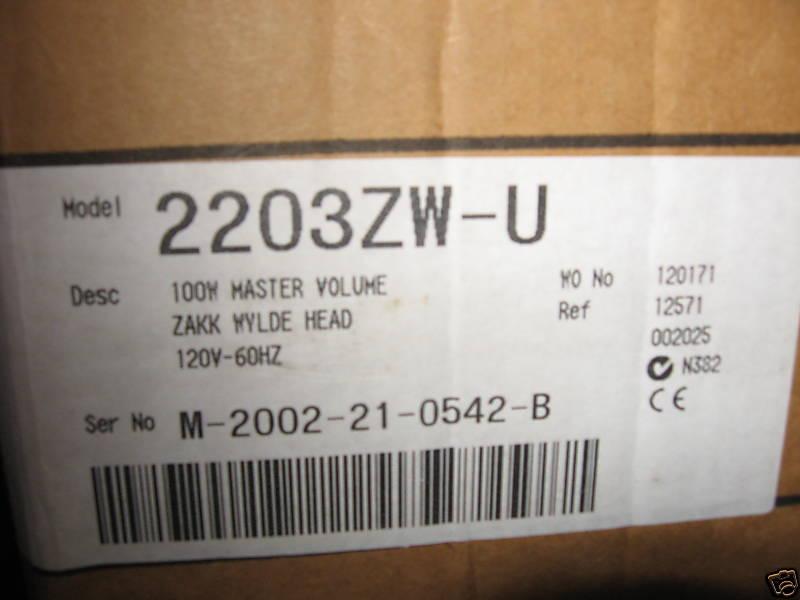 Model 2203ZW-U
Desc 100W MASTER VOLUME
ZAKK WYLDE HEAD
120V-60HZ
WO No 120171
Ref 12571
002025
N382
CE
Ser No M-2002-21-0542-B